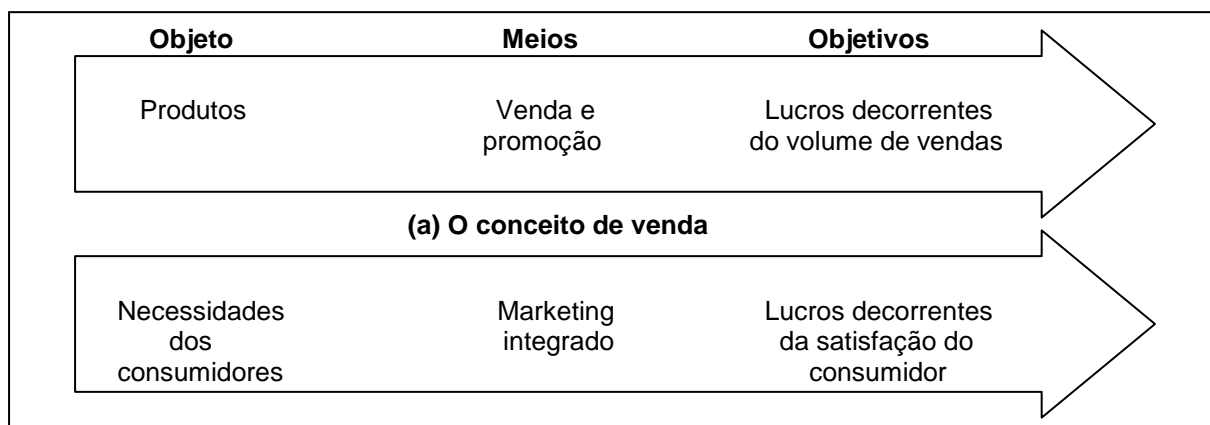 Objeto Meios Objetivos
Produtos Venda e Lucros decorrentes
promoção do volume de vendas
(a) O conceito de venda
Necessidades Marketing Lucros decorrentes
dos integrado da satisfação do
consumidores consumidor